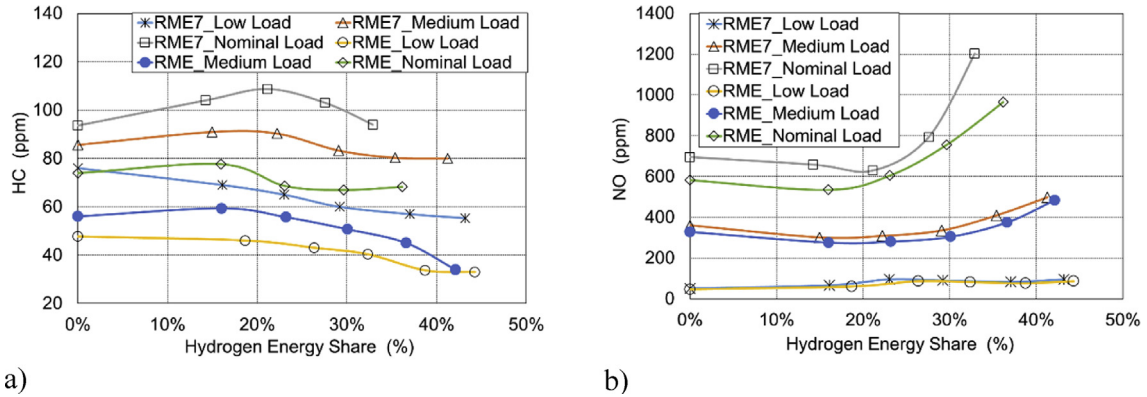 RME7_Low Load RME7_Medium Load
RME7_Nominal Load RME_Low Load
RME_Medium Load RME_Nominal Load
100
80
60
40
20
HC (ppm)
0% 10% 20% 30% 40% 50%
Hydrogen Energy Share (%)
a)
1400
1200
1000
800
600
400
200
0
NO (ppm)
RME7_Low Load
RME7_Medium Load
RME7_Nominal Load
RME_Low Load
RME_Medium Load
RME_Nominal Load
0% 10% 20% 30% 40% 50%
Hydrogen Energy Share (%)
b)